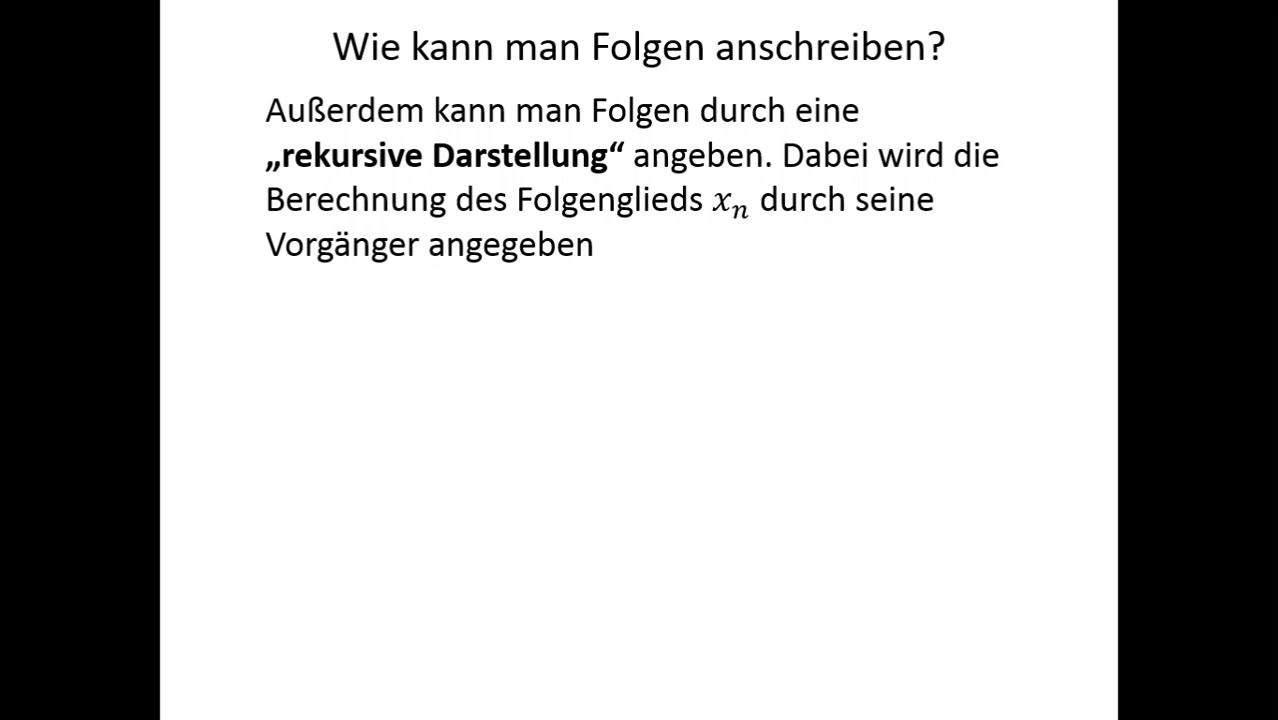 Wie kann man Folgen anschreiben?
Außerdem kann man Folgen durch eine
„rekursive Darstellung“ angeben. Dabei wird die
Berechnung des Folgenglieds 𝑥ₙ durch seine
Vorgänger angegeben